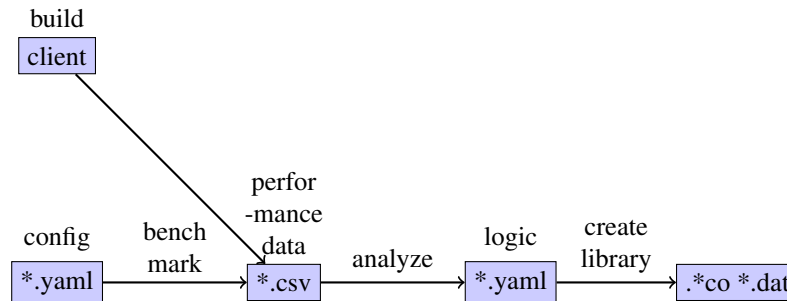 build
client
perfor
-mance
data
config
bench
mark
analyze
logic
create
library
*.yaml
*.csv
*.yaml
.*co *.dat